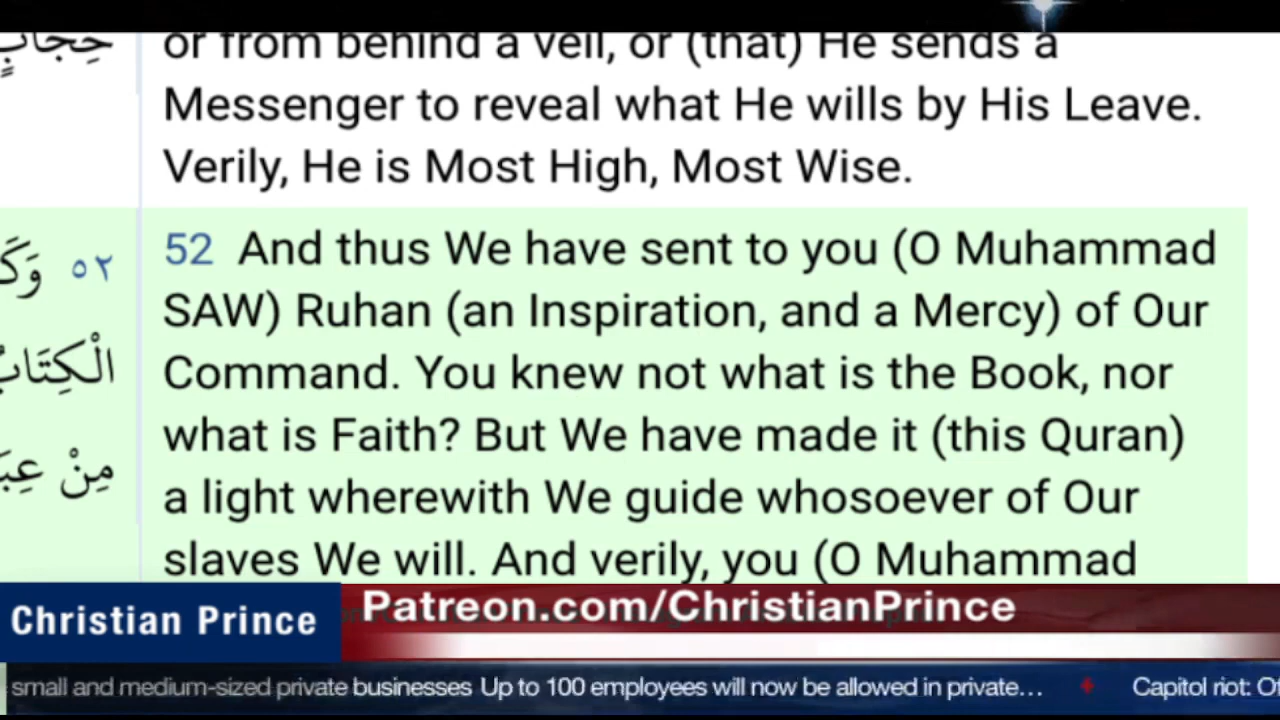 or from behind a veil, or (that) He sends a
Messenger to reveal what He wills by His Leave.
Verily, He is Most High, Most Wise.
52 And thus We have sent to you (O Muhammad
SAW) Ruhan (an Inspiration, and a Mercy) of Our
Command. You knew not what is the Book, nor
what is Faith? But We have made it (this Quran)
a light wherewith We guide whosoever of Our
slaves We will. And verily, you (O Muhammad
٥٢
الْكِتَابُ
مِنْ
Christian Prince
Patreon.com/ChristianPrince
small and medium-sized private businesses Up to 100 employees will now be allowed in private...
Capitol riot: